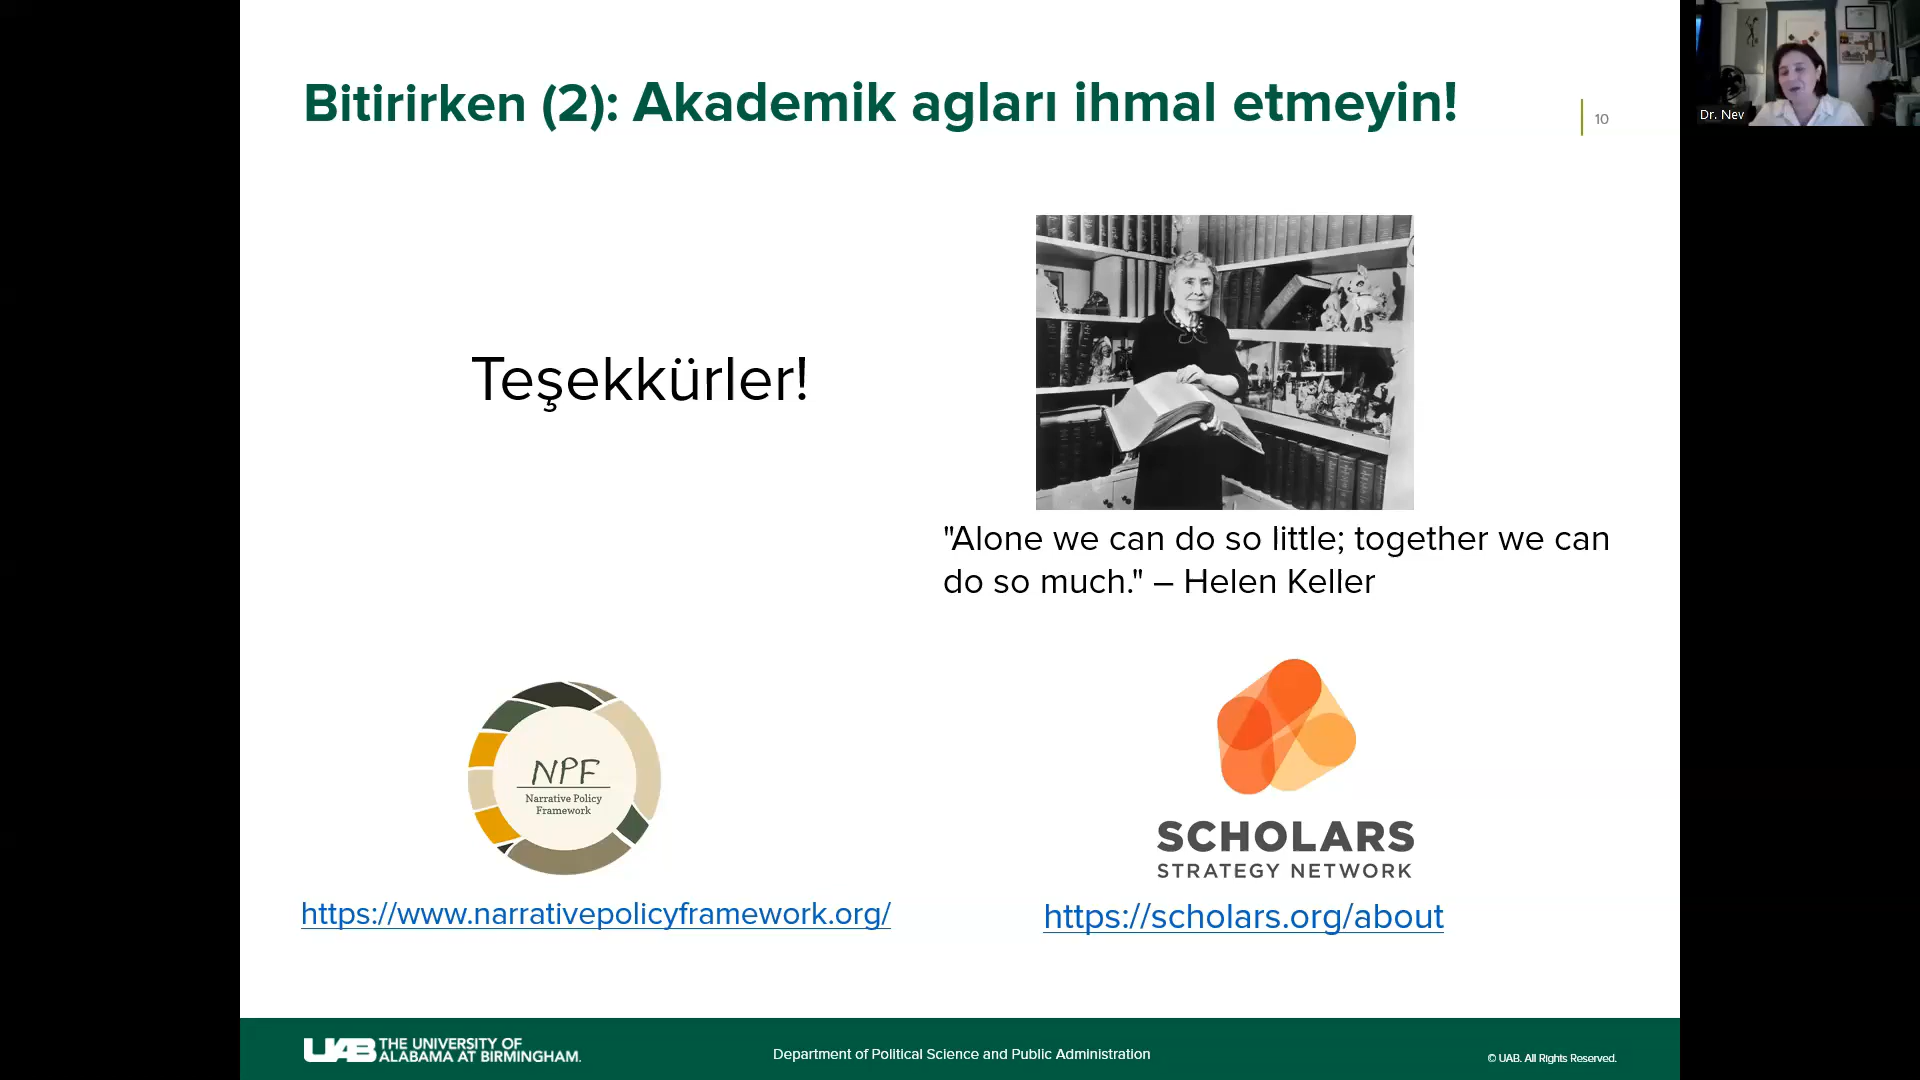 Bitirirken (2): Akademik agları ihmal etmeyin!
10
Dr. Nev
Teşekkürler!
"Alone we can do so little; together we can
do so much." – Helen Keller
NPF
Narrative Policy
Framework
https://www.narrativepolicyframework.org/
SCHOLARS
STRATEGY NETWORK
https://scholars.org/about
UAB THE UNIVERSITY OF
ALABAMA AT BIRMINGHAM.
Department of Political Science and Public Administration
© UAB. All Rights Reserved.